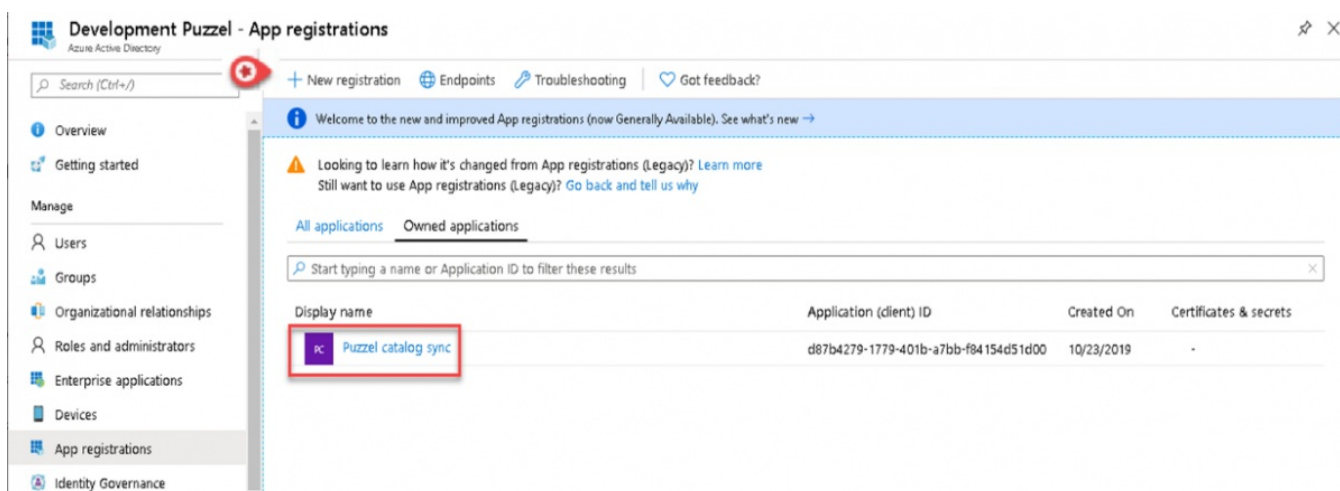 Development Puzzel - App registrations
Azure Active Directory
Search (Ctrl+/)
Overview
Getting started
Manage
Users
Groups
Organizational relationships
Roles and administrators
Enterprise applications
Devices
App registrations
Identity Governance
New registration Endpoints Troubleshooting Got feedback?
Welcome to the new and improved App registrations (now Generally Available). See what's new →
Looking to learn how it's changed from App registrations (Legacy)? Learn more
Still want to use App registrations (Legacy)? Go back and tell us why
All applications Owned applications
Start typing a name or Application ID to filter these results
Display name Application (client) ID Created On Certificates & secrets
PC Puzzel catalog sync d87b4279-1779-401b-a7bb-f84154d51d00 10/23/2019 -